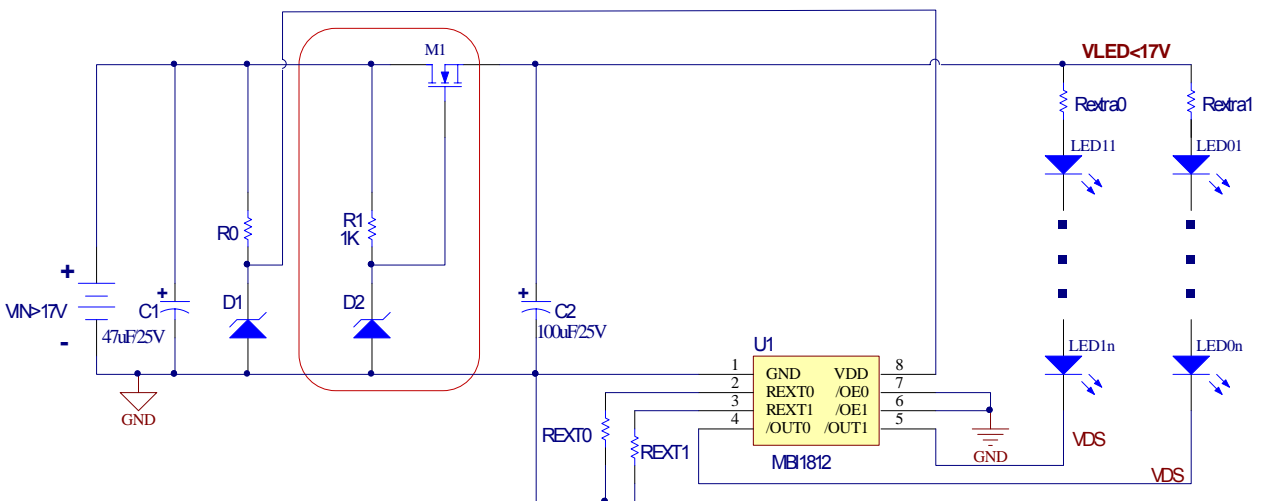 M1
VLED<17V
Rextra0
Rextra1
LED11
LED01
R0
R1
1K
+
VIN>17V
-
+
C1
47uF/25V
D1
D2
+
C2
100uF/25V
LED1n
LED0n
GND
U1
1 GND VDD 8
2 REXT0 /OE0 7
3 REXT1 /OE1 6
4 /OUT0 /OUT1 5
MBI1812
REXT0
REXT1
GND
VDS
VDS